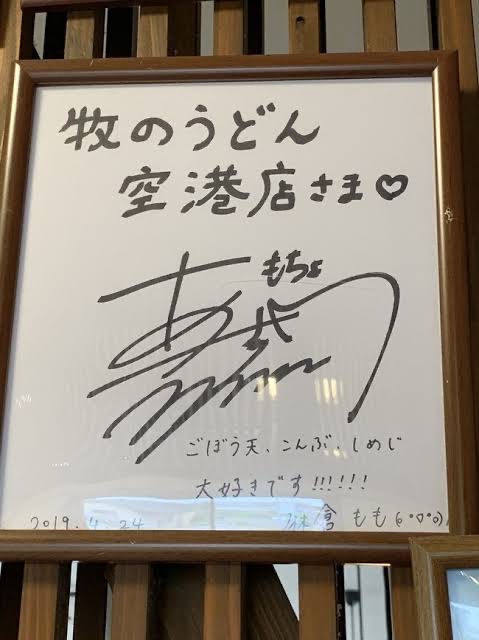 牧のうどん
空港店さま♡
もちょ
ごぼう天、こんぶ、しめじ
大好きです!!!!!!
2019.4.24
麻倉 もも(o°▽°o)